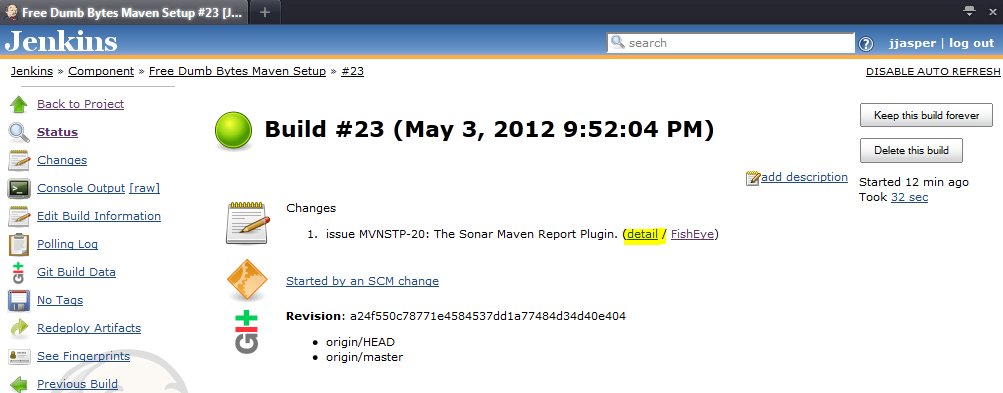 Free Dumb Bytes Maven Setup #23 [J...
Jenkins
search
jjasper | log out
Jenkins » Component » Free Dumb Bytes Maven Setup » #23
DISABLE AUTO REFRESH
Back to Project
Status
Changes
Console Output [raw]
Edit Build Information
Polling Log
Git Build Data
No Tags
Redeploy Artifacts
See Fingerprints
Previous Build
Build #23 (May 3, 2012 9:52:04 PM)
Keep this build forever
Delete this build
add description
Started 12 min ago
Took 32 sec
Changes
1. issue MVNSTP-20: The Sonar Maven Report Plugin. (detail / FishEye)
Started by an SCM change
Revision: a24f550c78771e4584537dd1a77484d34d40e404
• origin/HEAD
• origin/master